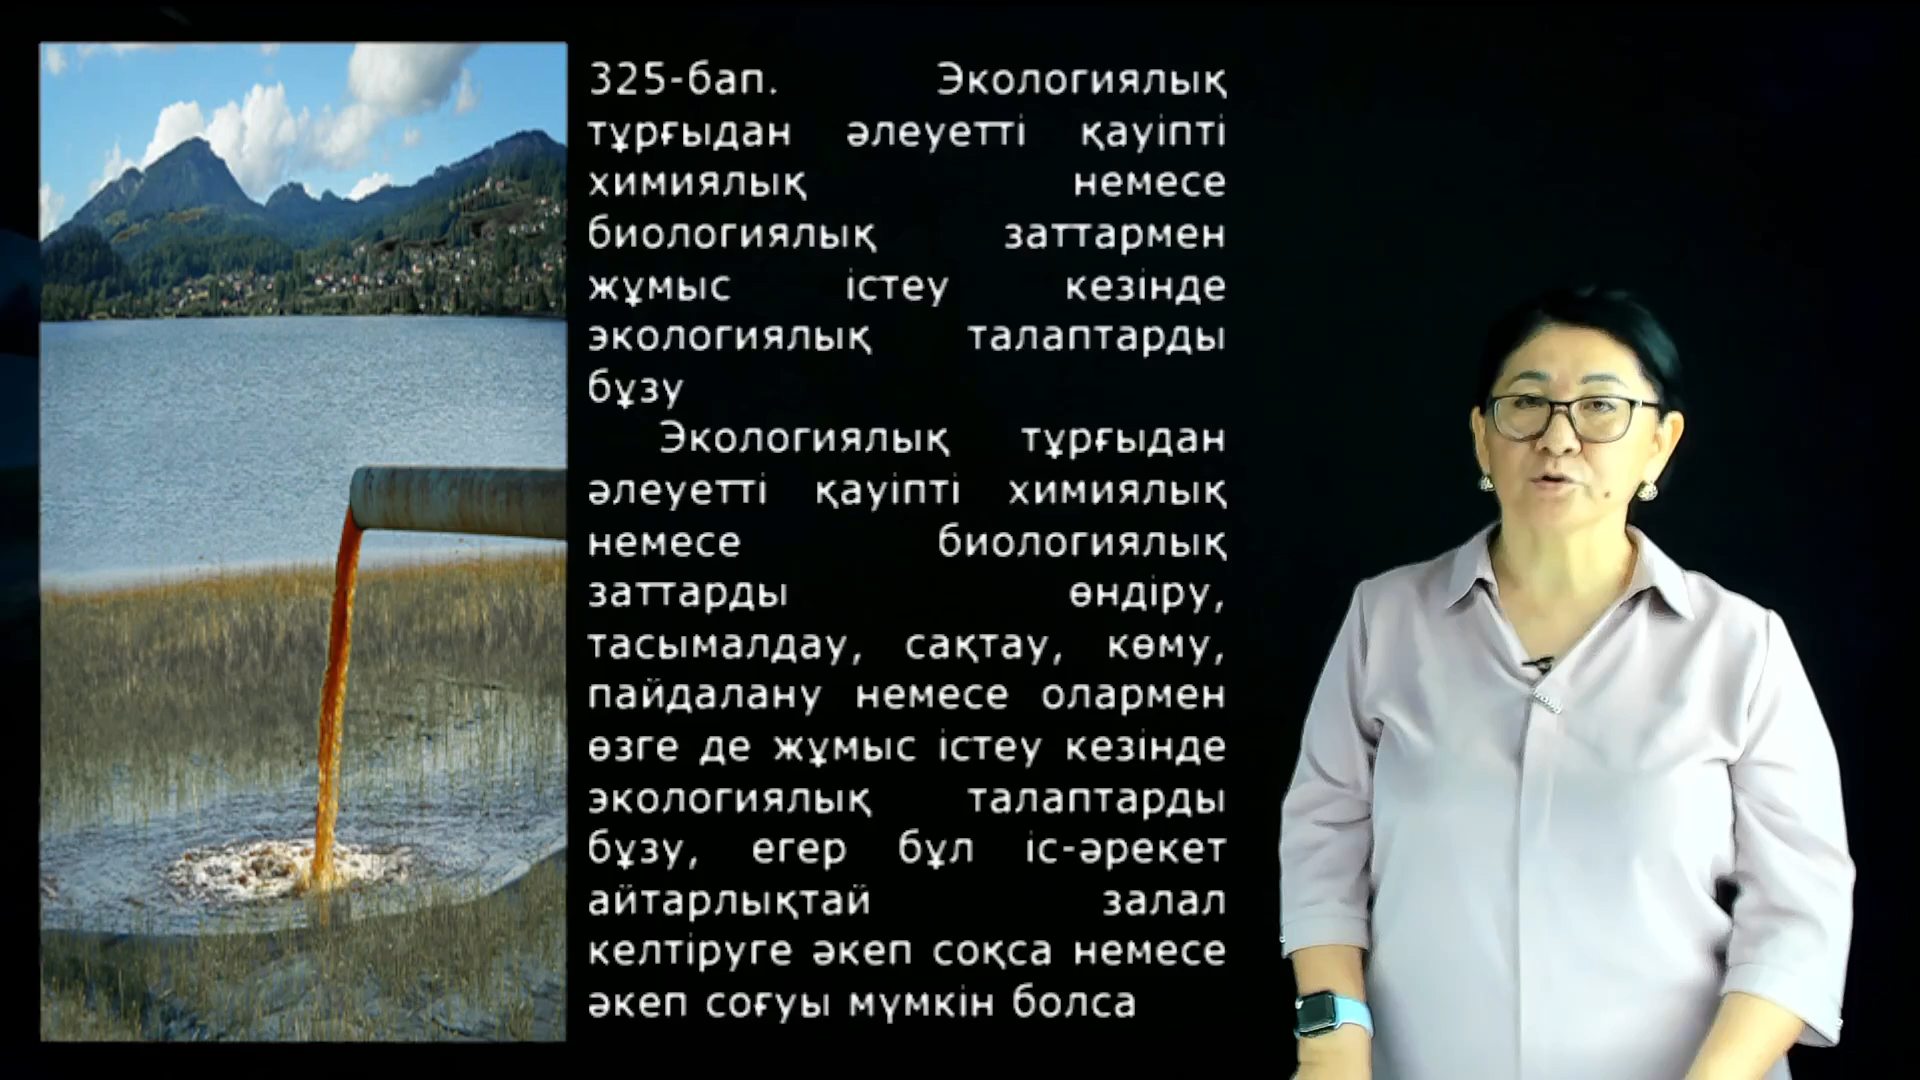 325-бап. Экологиялық
тұрғыдан әлеуетті қауіпті
химиялық немесе
биологиялық заттармен
жұмыс істеу кезінде
экологиялық талаптарды
бұзу
Экологиялық тұрғыдан
әлеуетті қауіпті химиялық
немесе биологиялық
заттарды өндіру,
тасымалдау, сақтау, көму,
пайдалану немесе олармен
өзге де жұмыс істеу кезінде
экологиялық талаптарды
бұзу, егер бұл іс-әрекет
айтарлықтай залал
келтіруге әкеп соқса немесе
әкеп соғуы мүмкін болса